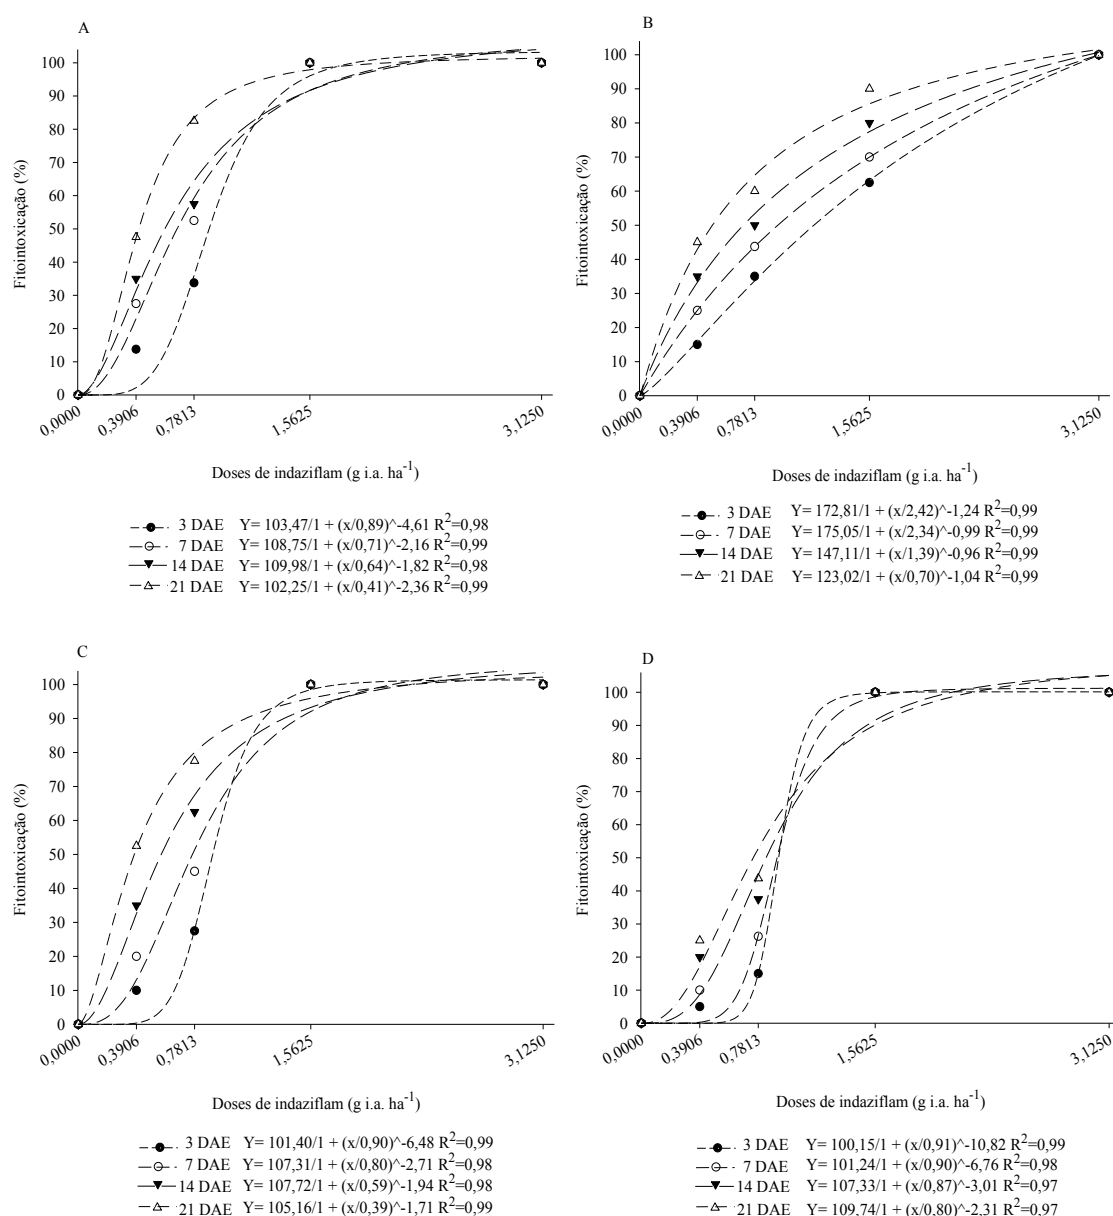 A
Fitointoxicação (%)
100
90
80
70
60
50
40
30
20
10
0
0,0000
0,3906
0,7813
1,5625
3,1250
Doses de indaziflam (g i.a. ha-1)
3 DAE Y= 103,47/1 + (x/0,89)^-4,61 R2=0,98
7 DAE Y= 108,75/1 + (x/0,71)^-2,16 R2=0,99
14 DAE Y= 109,98/1 + (x/0,64)^-1,82 R2=0,98
21 DAE Y= 102,25/1 + (x/0,41)^-2,36 R2=0,99
B
Fitointoxicação (%)
100
90
80
70
60
50
40
30
20
10
0
0,0000
0,3906
0,7813
1,5625
3,1250
Doses de indaziflam (g i.a. ha-1)
3 DAE Y= 172,81/1 + (x/2,42)^-1,24 R2=0,99
7 DAE Y= 175,05/1 + (x/2,34)^-0,99 R2=0,99
14 DAE Y= 147,11/1 + (x/1,39)^-0,96 R2=0,99
21 DAE Y= 123,02/1 + (x/0,70)^-1,04 R2=0,99
C
Fitointoxicação (%)
100
90
80
70
60
50
40
30
20
10
0
0,0000
0,3906
0,7813
1,5625
3,1250
Doses de indaziflam (g i.a. ha-1)
3 DAE Y= 101,40/1 + (x/0,90)^-6,48 R2=0,99
7 DAE Y= 107,31/1 + (x/0,80)^-2,71 R2=0,98
14 DAE Y= 107,72/1 + (x/0,59)^-1,94 R2=0,98
21 DAE Y= 105,16/1 + (x/0,39)^-1,71 R2=0,99
D
Fitointoxicação (%)
100
90
80
70
60
50
40
30
20
10
0
0,0000
0,3906
0,7813
1,5625
3,1250
Doses de indaziflam (g i.a. ha-1)
3 DAE Y= 100,15/1 + (x/0,91)^-10,82 R2=0,99
7 DAE Y= 101,24/1 + (x/0,90)^-6,76 R2=0,98
14 DAE Y= 107,33/1 + (x/0,87)^-3,01 R2=0,97
21 DAE Y= 109,74/1 + (x/0,80)^-2,31 R2=0,97